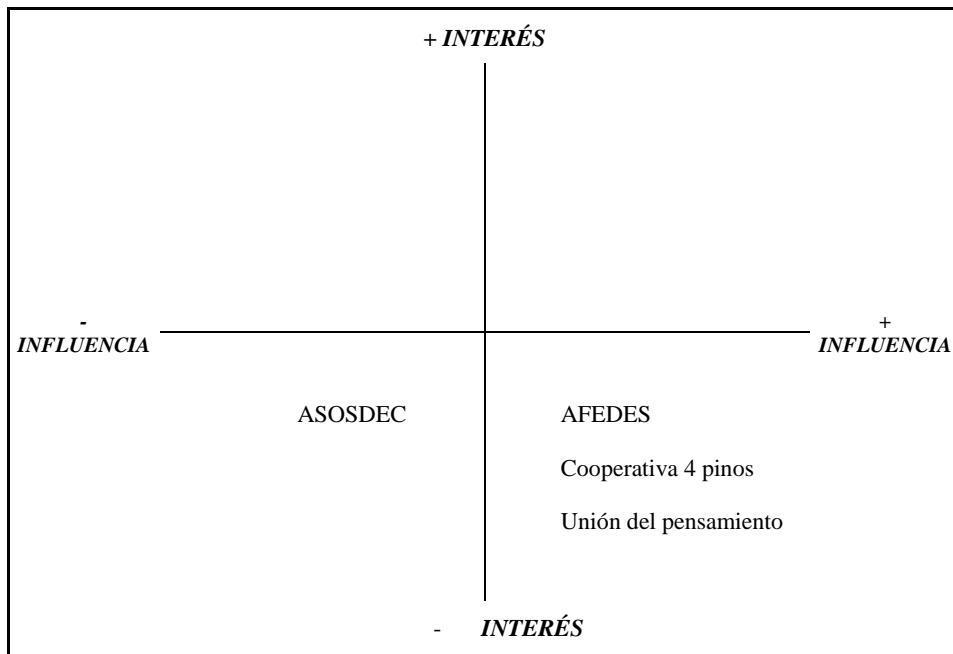 + INTERÉS
-
INFLUENCIA
+
INFLUENCIA
ASOSDEC
AFEDES
Cooperativa 4 pinos
Unión del pensamiento
- INTERÉS